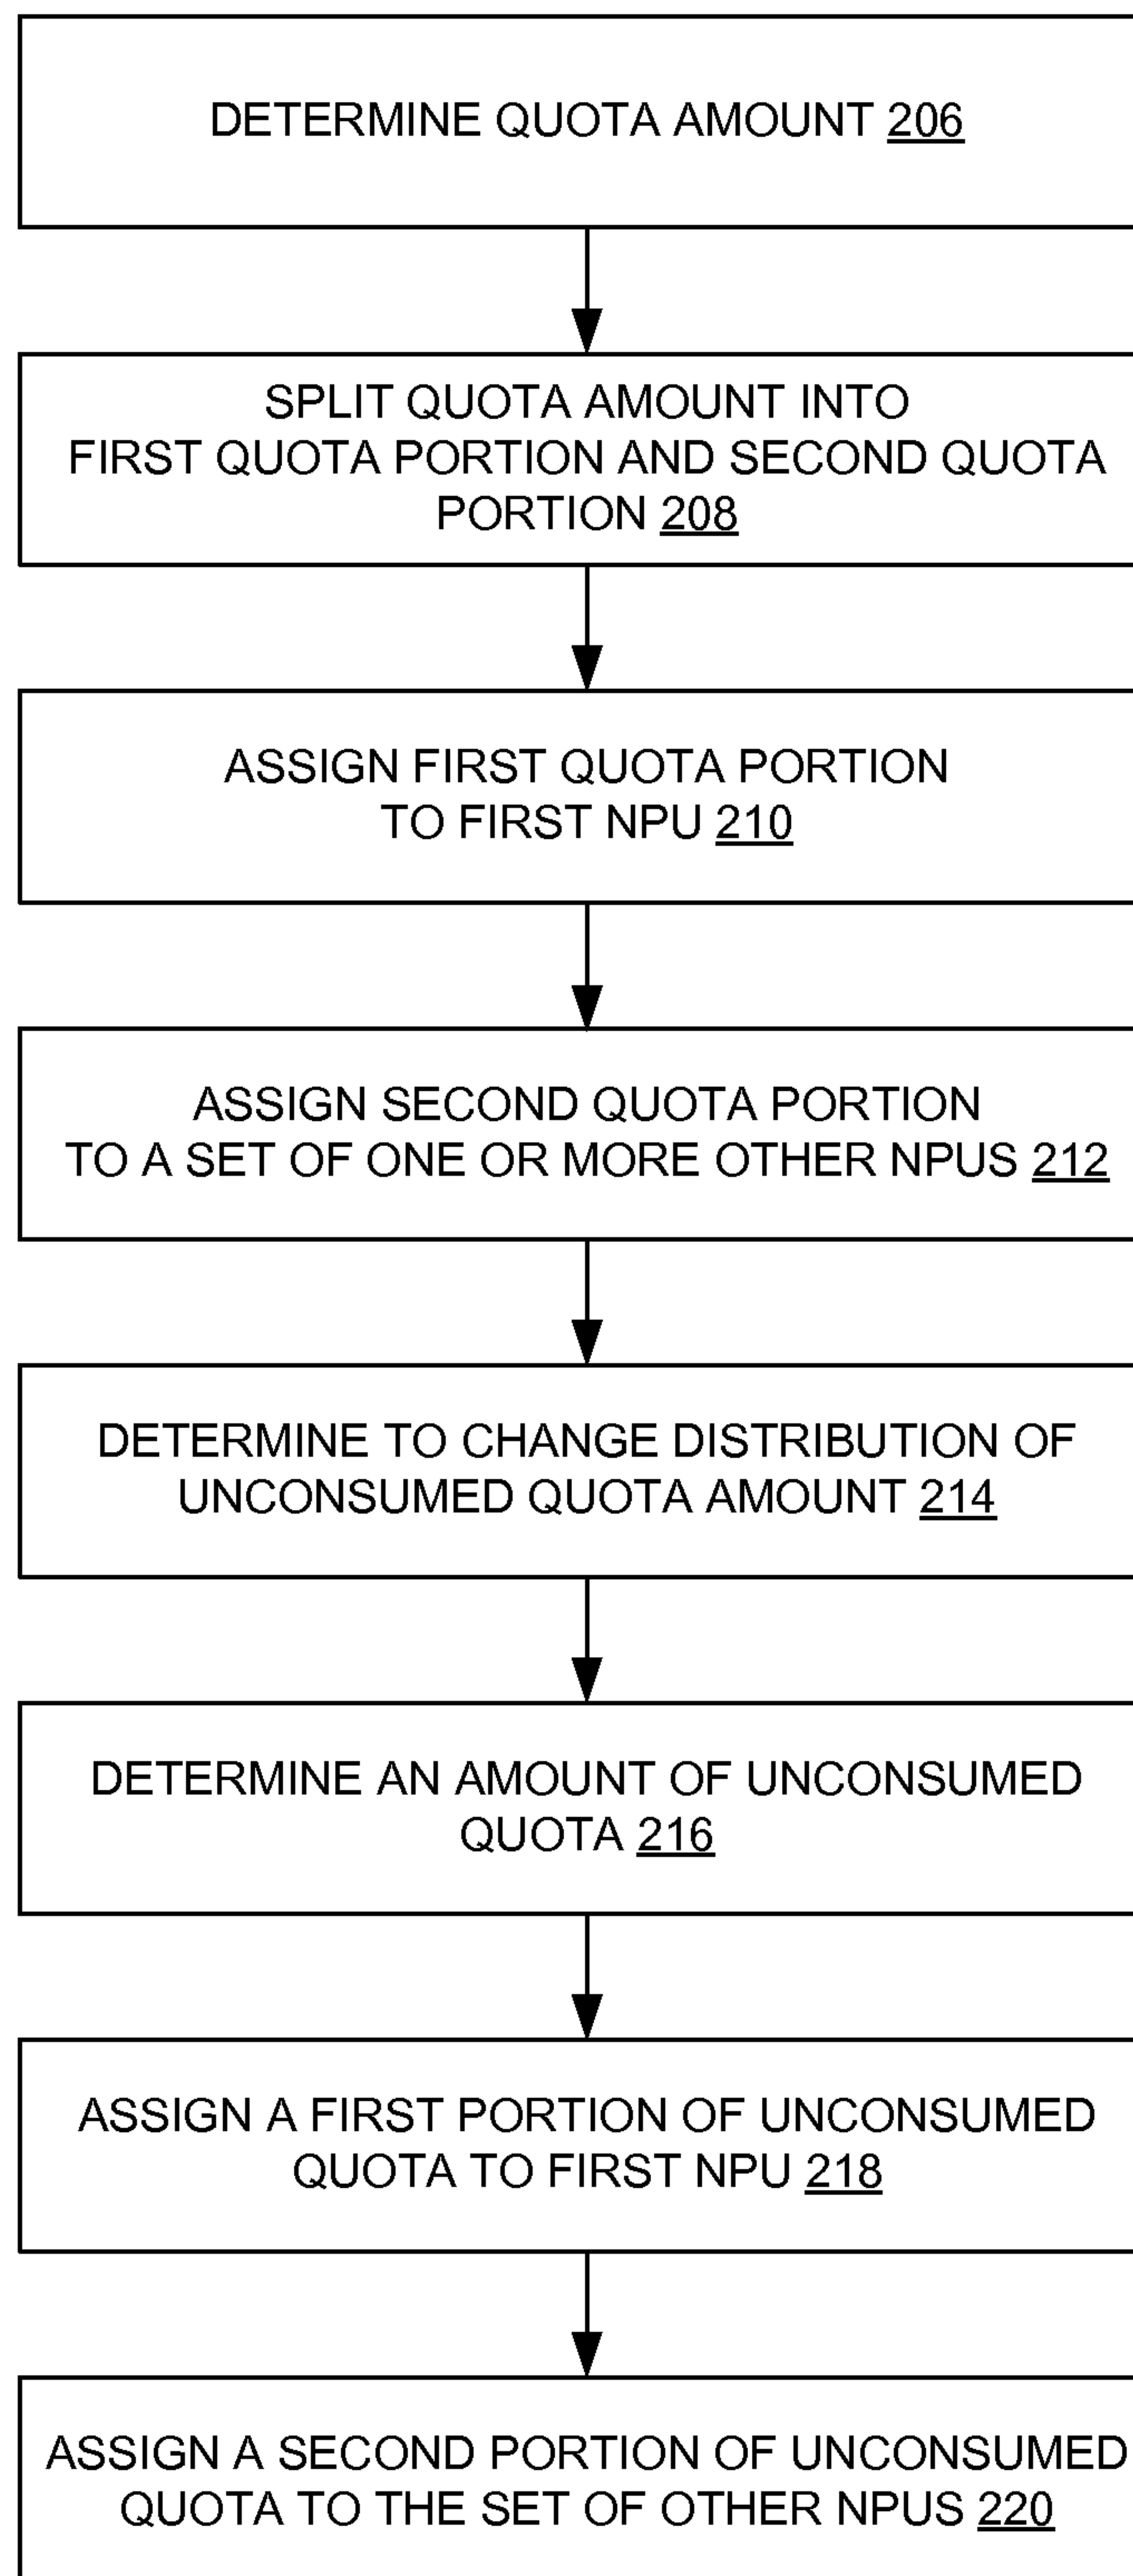 DETERMINE QUOTA AMOUNT 206
SPLIT QUOTA AMOUNT INTO
FIRST QUOTA PORTION AND SECOND QUOTA
PORTION 208
ASSIGN FIRST QUOTA PORTION
TO FIRST NPU 210
ASSIGN SECOND QUOTA PORTION
TO A SET OF ONE OR MORE OTHER NPUS 212
DETERMINE TO CHANGE DISTRIBUTION OF
UNCONSUMED QUOTA AMOUNT 214
DETERMINE AN AMOUNT OF UNCONSUMED
QUOTA 216
ASSIGN A FIRST PORTION OF UNCONSUMED
QUOTA TO FIRST NPU 218
ASSIGN A SECOND PORTION OF UNCONSUMED
QUOTA TO THE SET OF OTHER NPUS 220